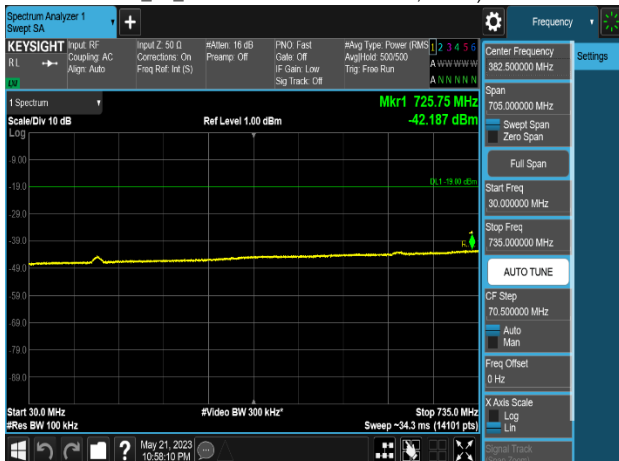 Spectrum Analyzer 1
Swept SA
Frequency
KEYSIGHT
RL
Input: RF
Coupling: AC
Align: Auto
Input Z: 50 Ω
Corrections: On
Freq Ref: Int (S)
#Atten: 16 dB
Preamp: Off
PNO: Fast
Gate: Off
IF Gain: Low
Sig Track: Off
#Avg Type: Power (RMS
Avg|Hold: 500/500
Trig: Free Run
1 2 3 4 5 6
A W W W W W
A N N N N N
1 Spectrum
Scale/Div 10 dB
Log
Ref Level 1.00 dBm
Mkr1 725.75 MHz
-42.187 dBm
-9.00
-19.0
DL1 -19.00 dBm
-29.0
-39.0
-49.0
-59.0
-69.0
-79.0
-89.0
Start 30.0 MHz
#Video BW 300 kHz*
Stop 735.0 MHz
#Res BW 100 kHz
Sweep ~34.3 ms (14101 pts)
May 21, 2023
10:58:10 PM
Settings
Center Frequency
382.500000 MHz
Span
705.000000 MHz
Swept Span
Zero Span
Full Span
Start Freq
30.000000 MHz
Stop Freq
735.000000 MHz
AUTO TUNE
CF Step
70.500000 MHz
Auto
Man
Freq Offset
0 Hz
X Axis Scale
Log
Lin
Signal Track